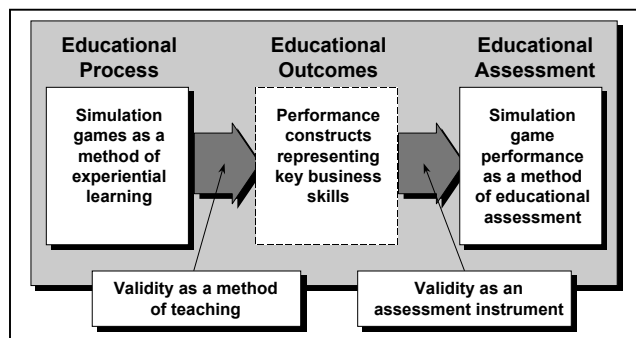 Educational
Process
Educational
Outcomes
Educational
Assessment
Simulation
games as a
method of
experiential
learning
Performance
constructs
representing
key business
skills
Simulation
game
performance
as a method
of educational
assessment
Validity as a method
of teaching
Validity as an
assessment instrument